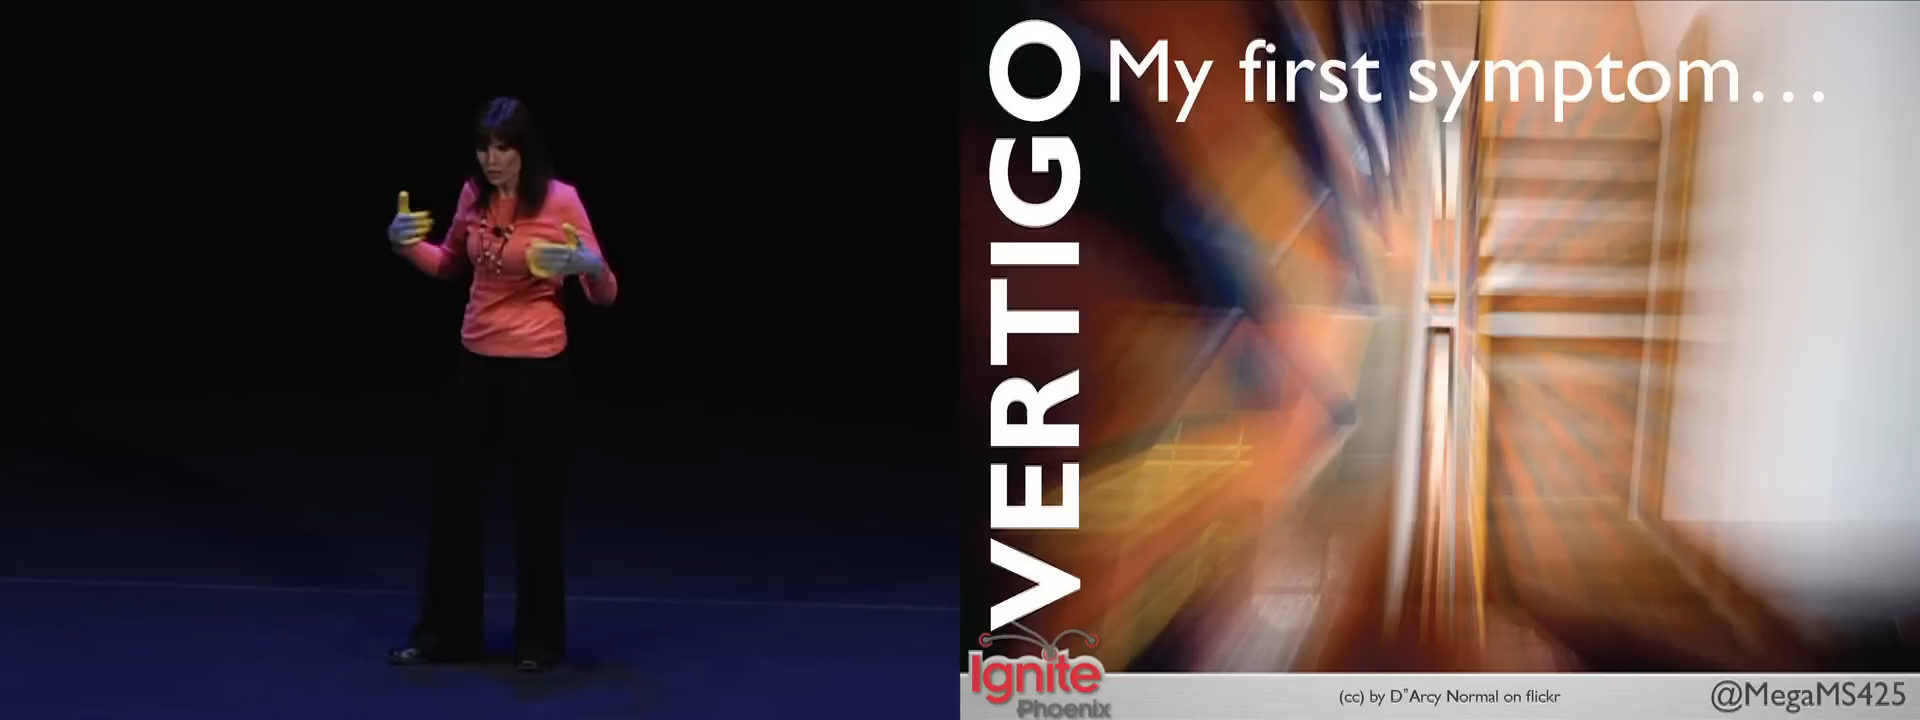 VERTIGO
My first symptom...
Ignite
Phoenix
(cc) by D"Arcy Normal on flickr
@MegaMS425